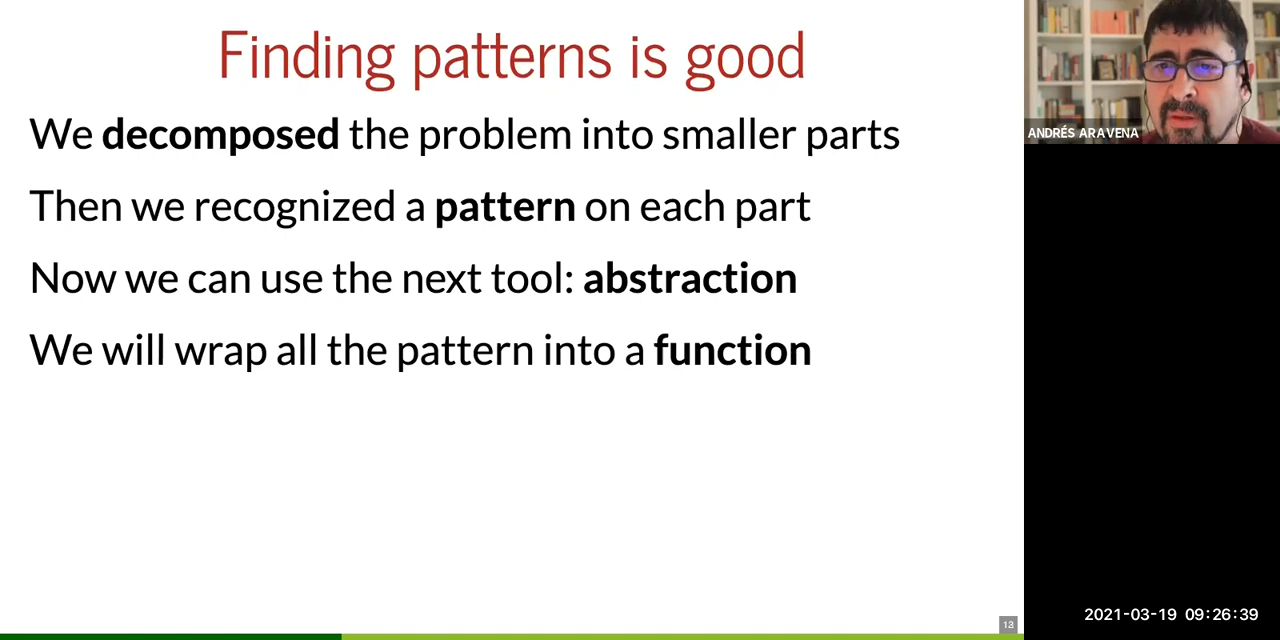 Finding patterns is good
We decomposed the problem into smaller parts
Then we recognized a pattern on each part
Now we can use the next tool: abstraction
We will wrap all the pattern into a function
13
ANDRÉS ARAVENA
2021-03-19 09:26:39